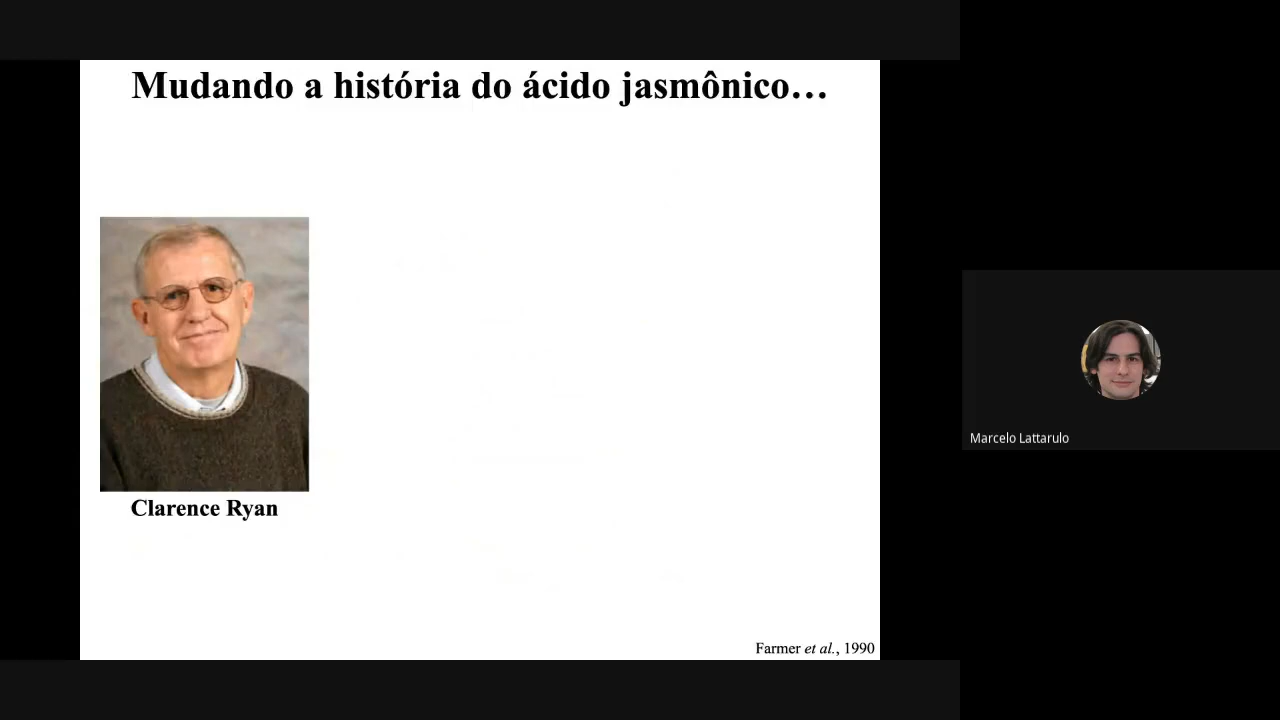 Mudando a história do ácido jasmônico…
Clarence Ryan
Farmer et al., 1990
Marcelo Lattarulo